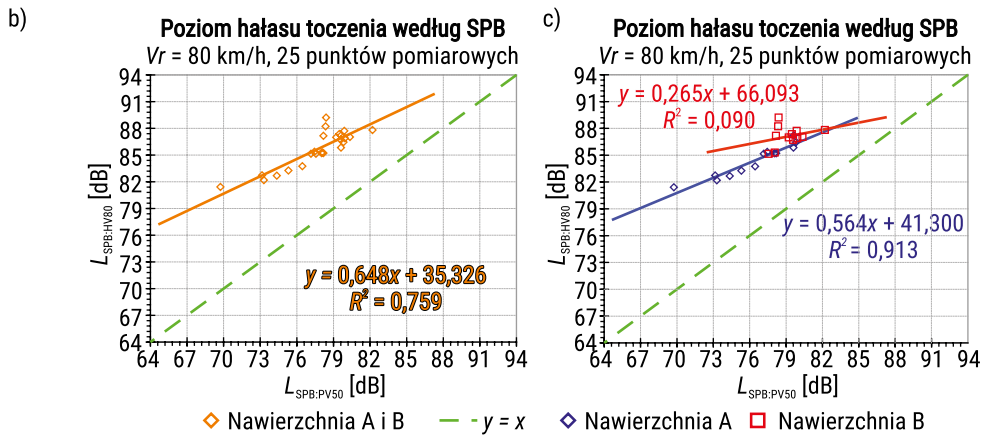 b)
Poziom hałasu toczenia według SPB
Vr = 80 km/h, 25 punktów pomiarowych
94
91
88
85
82
79
76
73
70
67
64
L SPB:HV80 [dB]
y = 0,648x + 35,326
R² = 0,759
64 67 70 73 76 79 82 85 88 91 94
L SPB:PV50 [dB]
c)
Poziom hałasu toczenia według SPB
Vr = 80 km/h, 25 punktów pomiarowych
94
91
88
85
82
79
76
73
70
67
64
L SPB:HV80 [dB]
y = 0,265x + 66,093
R² = 0,090
y = 0,564x + 41,300
R² = 0,913
64 67 70 73 76 79 82 85 88 91 94
L SPB:PV50 [dB]
Nawierzchnia A i B y = x Nawierzchnia A Nawierzchnia B